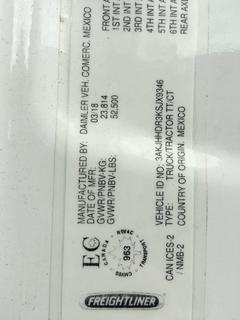 MANUFACTURED BY: DAIMLER VEH. COMERC. MEXICO
DATE OF MFR: 03/18
GVWR/PNBV-KG: 23,814
GVWR/PNBV-LBS: 52,500
FRONT A
1ST INT
2ND INT
3RD INT
4TH INT A
5TH INT A
6TH INT A
REAR AXL
VEHICLE ID NO: 3AKJHHDR3KSJX9346
TYPE: TRUCK/TRACTOR TT/CT
COUNTRY OF ORIGIN: MEXICO
EC
CANADA
NSVAC
TRANSPORT
CMVSS
963
CAN ICES-2
/NMB-2
FREIGHTLINER